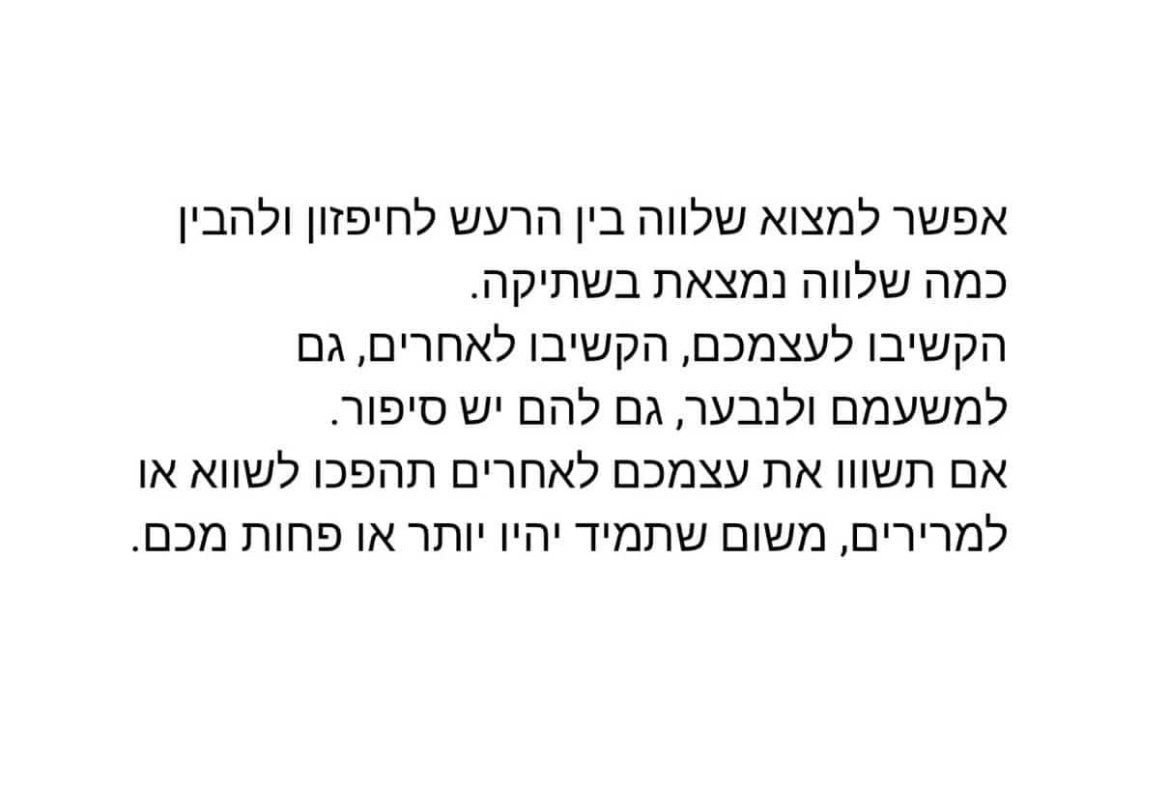 אפשר למצוא שלווה בין הרעש לחיפזון ולהבין
כמה שלווה נמצאת בשתיקה.
הקשיבו לעצמכם, הקשיבו לאחרים, גם
למשעמם ולנבער, גם להם יש סיפור.
אם תשווו את עצמכם לאחרים תהפכו לשווא או
למרירים, משום שתמיד יהיו יותר או פחות מכם.